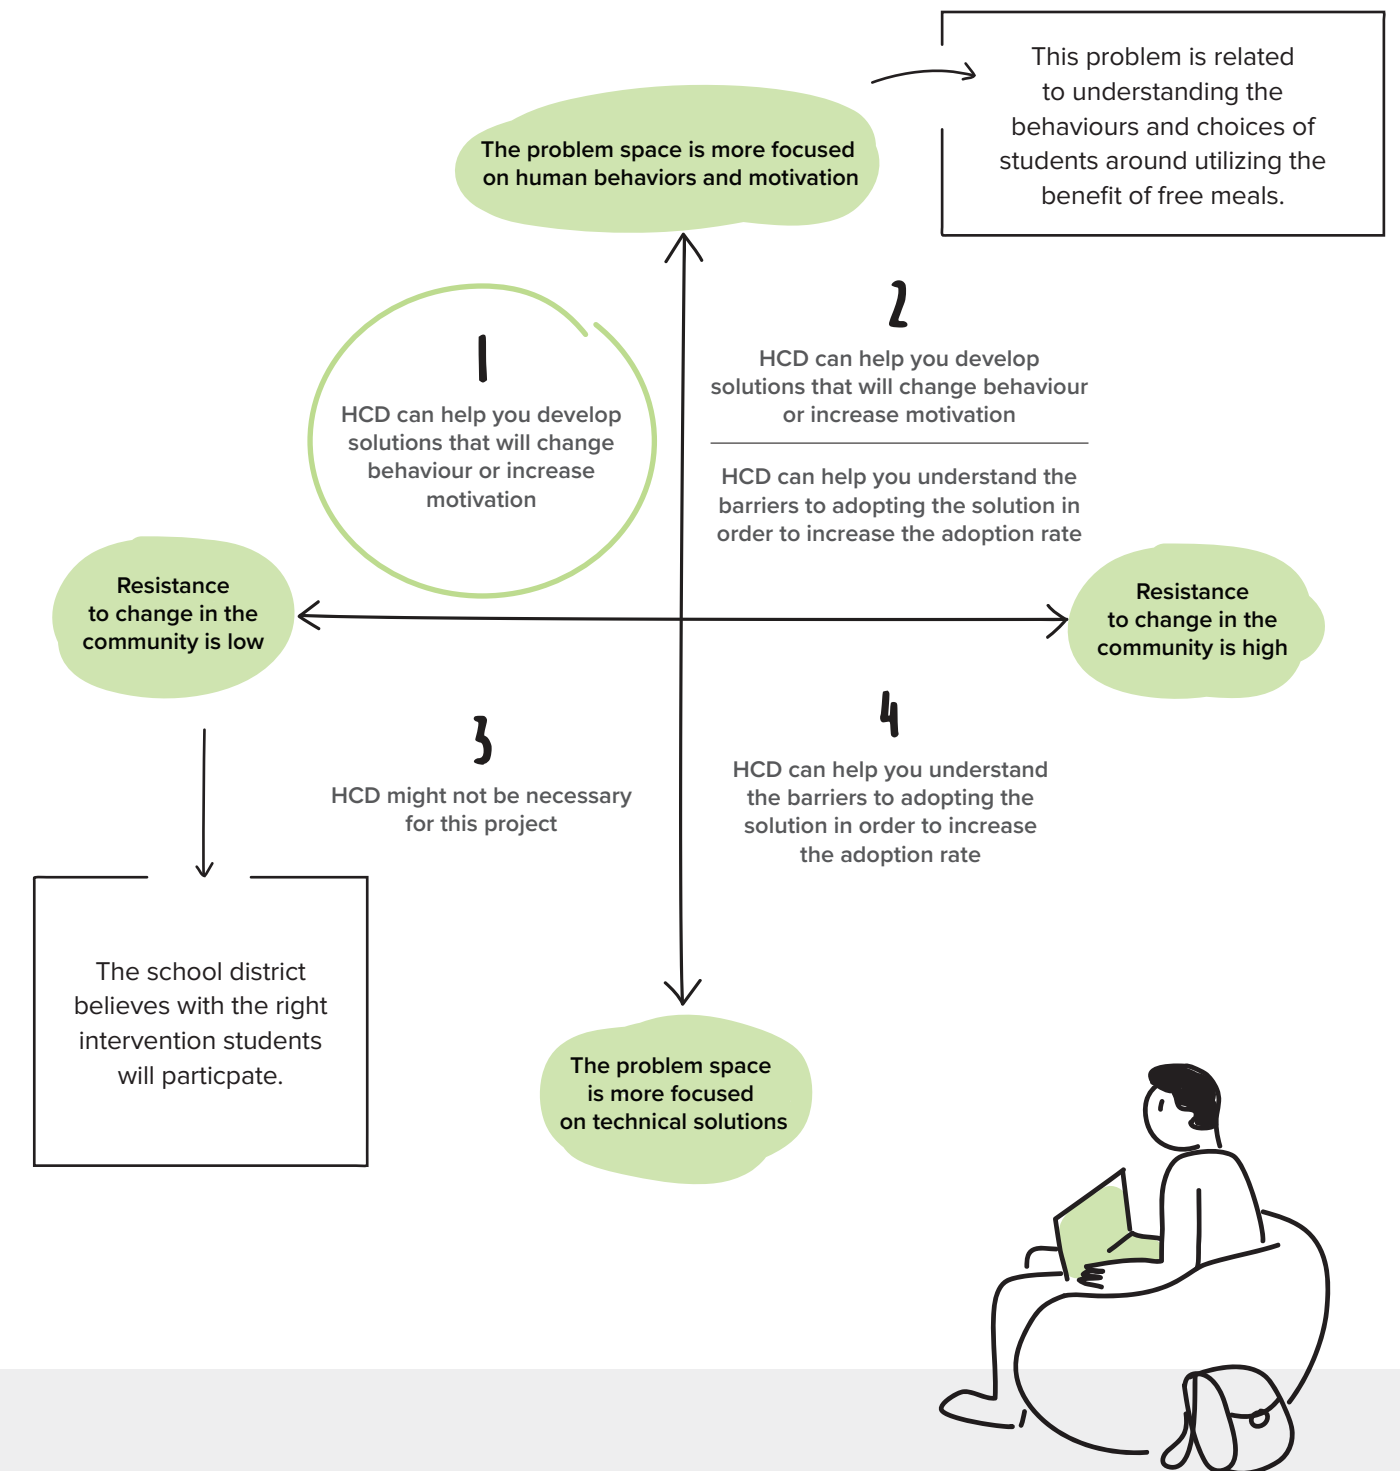 This problem is related
to understanding the
behaviours and choices of
students around utilizing the
benefit of free meals.
The problem space is more focused
on human behaviors and motivation
1
HCD can help you develop
solutions that will change
behaviour or increase
motivation
2
HCD can help you develop
solutions that will change behaviour
or increase motivation
HCD can help you understand the
barriers to adopting the solution in
order to increase the adoption rate
Resistance
to change in the
community is low
Resistance
to change in the
community is high
3
HCD might not be necessary
for this project
4
HCD can help you understand
the barriers to adopting the
solution in order to increase
the adoption rate
The school district
believes with the right
intervention students
will particpate.
The problem space
is more focused
on technical solutions